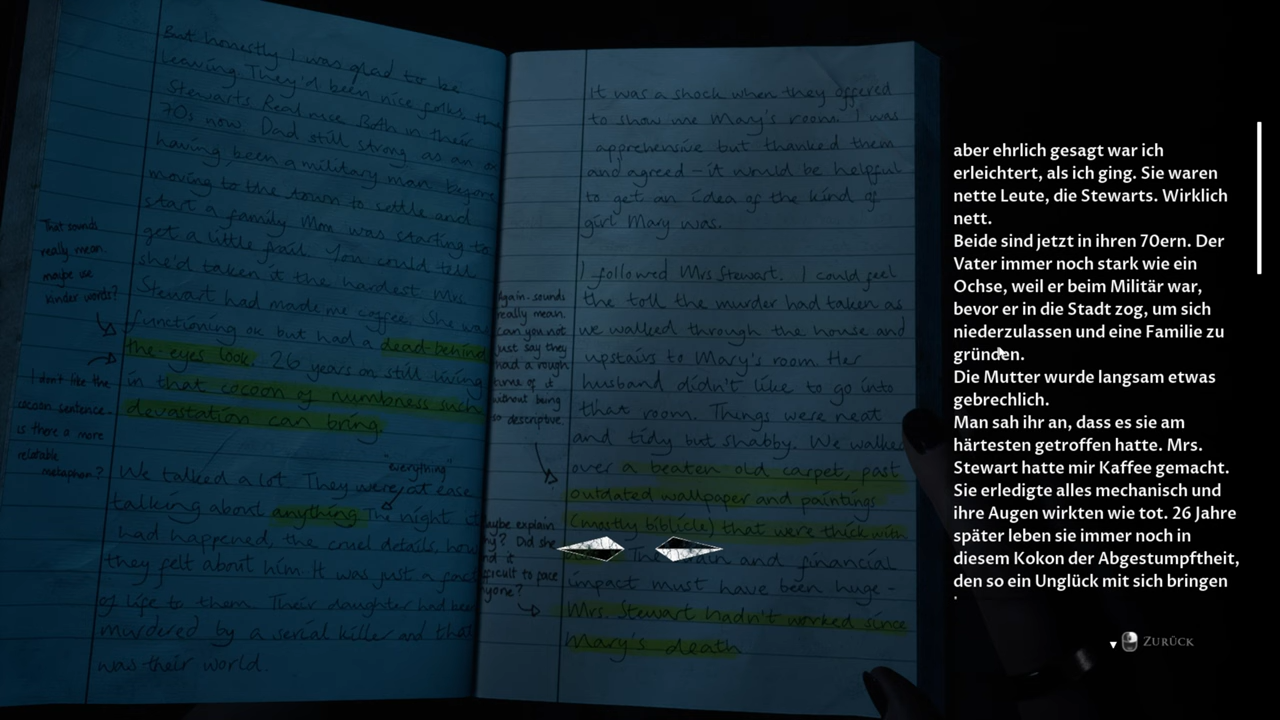 But honestly I was glad to be
leaving They'd been nice folks, the
Stewarts. Real nice. Both in their
70s now. Dad still strong as an
having been a military man before
moving to the town to settle and
start a family Mom was starting to
get a little frail. You could tell
she'd taken it the hardest. Mrs.
Stewart had made me coffee. She was
functioning ok but had a dead-behind
the-eyes look. 26 years on still living
in that cocoon of numbness such
devastation can bring.
We talked a lot. They were at ease
"everything"
talking about anything. The night it
had happened, the cruel details, how
they felt about him. It was just a fact
of life to them. Their daughter had been
murdered by a serial killer and that
was their world.
That sounds
really mean.
maybe use
kinder words?
I don't like the
cocoon sentence-
is there a more
relatable
metaphor?
It was a shock when they offered
to show me Mary's room. I was
apprehensive but thanked them
and agreed - it would be helpful
to get an idea of the kind of
girl Mary was.
I followed Mrs Stewart. I could feel
the toll the murder had taken as
we walked through the house and
upstairs to Mary's room. Her
husband didn't like to go into
that room. Things were neat
and tidy but shabby. We walked
over a beaten old carpet, past
outdated wallpaper and paintings
(mostly biblicle) that were thick with
The and financial
impact must have been huge -
Mrs. Stewart hadn't worked since
Mary's death
Again - sounds
really mean.
Can you not
just say they
had a rough
time of it
without being
so descriptive.
maybe explain
why? Did she
find it
difficult to face
anyone?
aber ehrlich gesagt war ich
erleichtert, als ich ging. Sie waren
nette Leute, die Stewarts. Wirklich
nett.
Beide sind jetzt in ihren 70ern. Der
Vater immer noch stark wie ein
Ochse, weil er beim Militär war,
bevor er in die Stadt zog, um sich
niederzulassen und eine Familie zu
gründen.
Die Mutter wurde langsam etwas
gebrechlich.
Man sah ihr an, dass es sie am
härtesten getroffen hatte. Mrs.
Stewart hatte mir Kaffee gemacht.
Sie erledigte alles mechanisch und
ihre Augen wirkten wie tot. 26 Jahre
später leben sie immer noch in
diesem Kokon der Abgestumpftheit,
den so ein Unglück mit sich bringen
Zurück